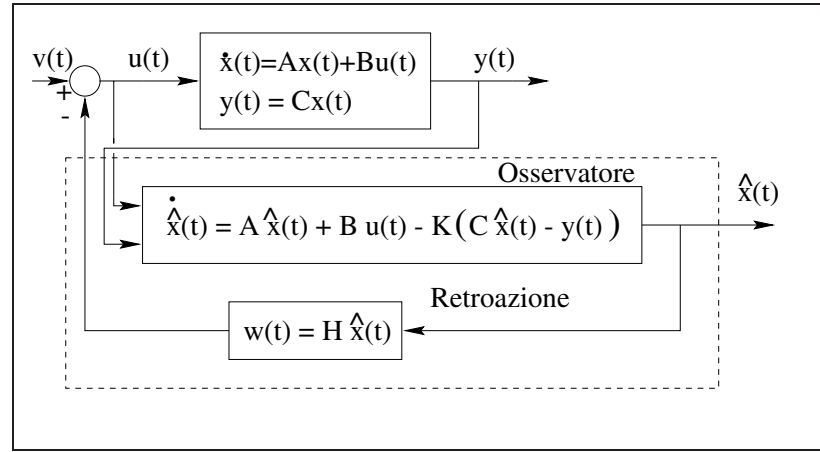 v(t)
u(t)
y(t)
+
-
ẋ(t)=Ax(t)+Bu(t)
y(t) = Cx(t)
Osservatore
x̂̇(t) = A x̂(t) + B u(t) - K(C x̂(t) - y(t))
x̂(t)
Retroazione
w(t) = H x̂(t)